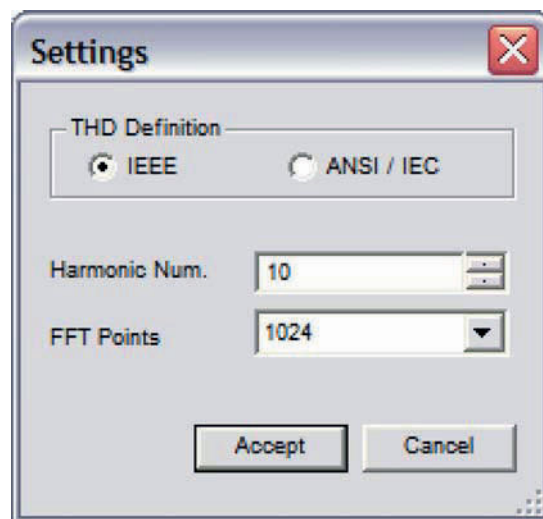 Settings
THD Definition
IEEE
ANSI / IEC
Harmonic Num.
10
FFT Points
1024
Accept
Cancel